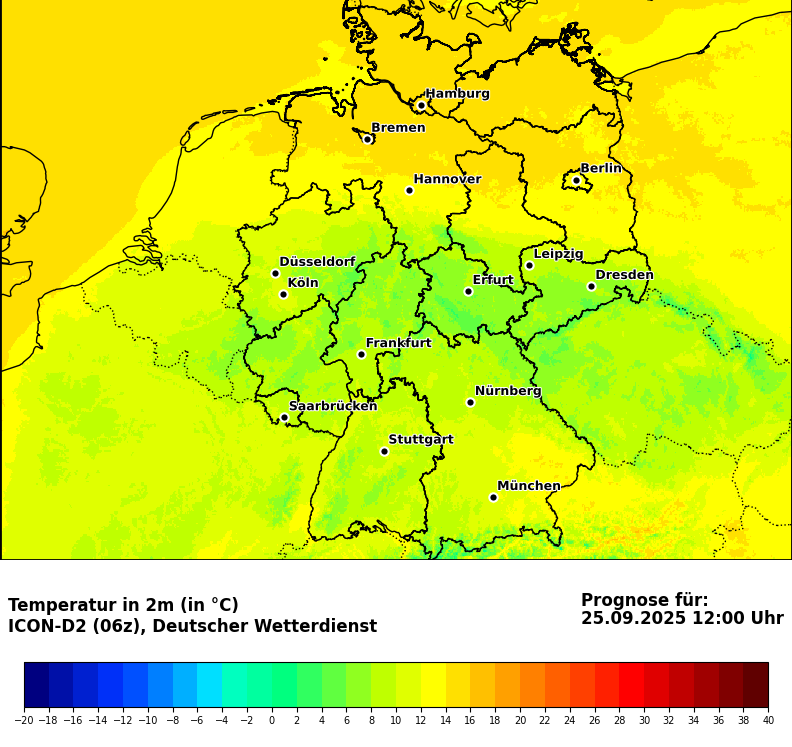 Hamburg
Bremen
Berlin
Hannover
Leipzig
Düsseldorf
Dresden
Köln
Erfurt
Frankfurt
Nürnberg
Saarbrücken
Stuttgart
München
Temperatur in 2m (in °C)
ICON-D2 (06z), Deutscher Wetterdienst
Prognose für:
25.09.2025 12:00 Uhr
−20 −18 −16 −14 −12 −10 −8 −6 −4 −2 0 2 4 6 8 10 12 14 16 18 20 22 24 26 28 30 32 34 36 38 40